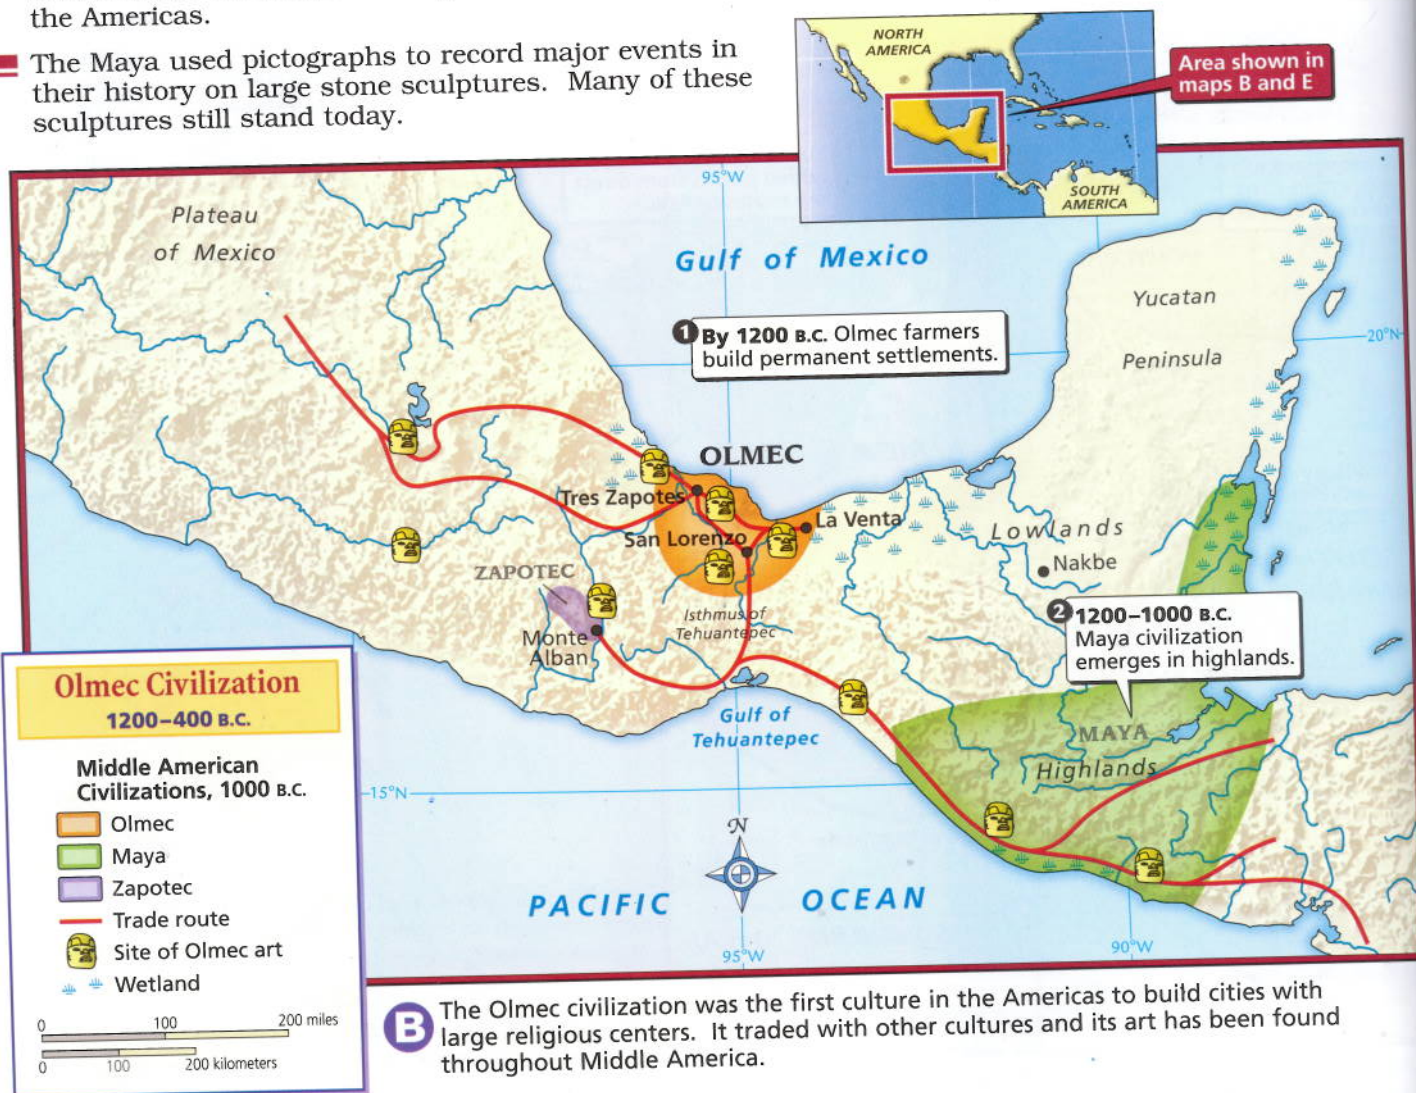 the Americas.
The Maya used pictographs to record major events in
their history on large stone sculptures. Many of these
sculptures still stand today.
NORTH
AMERICA
SOUTH
AMERICA
Area shown in
maps B and E
95°W
Plateau
of Mexico
Gulf of Mexico
Yucatan
Peninsula
20°N
1 By 1200 B.C. Olmec farmers
build permanent settlements.
OLMEC
Tres Zapotes
La Venta
San Lorenzo
Lowlands
Nakbe
ZAPOTEC
Isthmus of
Tehuantepec
Monte
Alban
2 1200–1000 B.C.
Maya civilization
emerges in highlands.
Gulf of
Tehuantepec
MAYA
Highlands
15°N
N
PACIFIC OCEAN
95°W
90°W
Olmec Civilization
1200–400 B.C.
Middle American
Civilizations, 1000 B.C.
Olmec
Maya
Zapotec
Trade route
Site of Olmec art
Wetland
0 100 200 miles
0 100 200 kilometers
B The Olmec civilization was the first culture in the Americas to build cities with
large religious centers. It traded with other cultures and its art has been found
throughout Middle America.